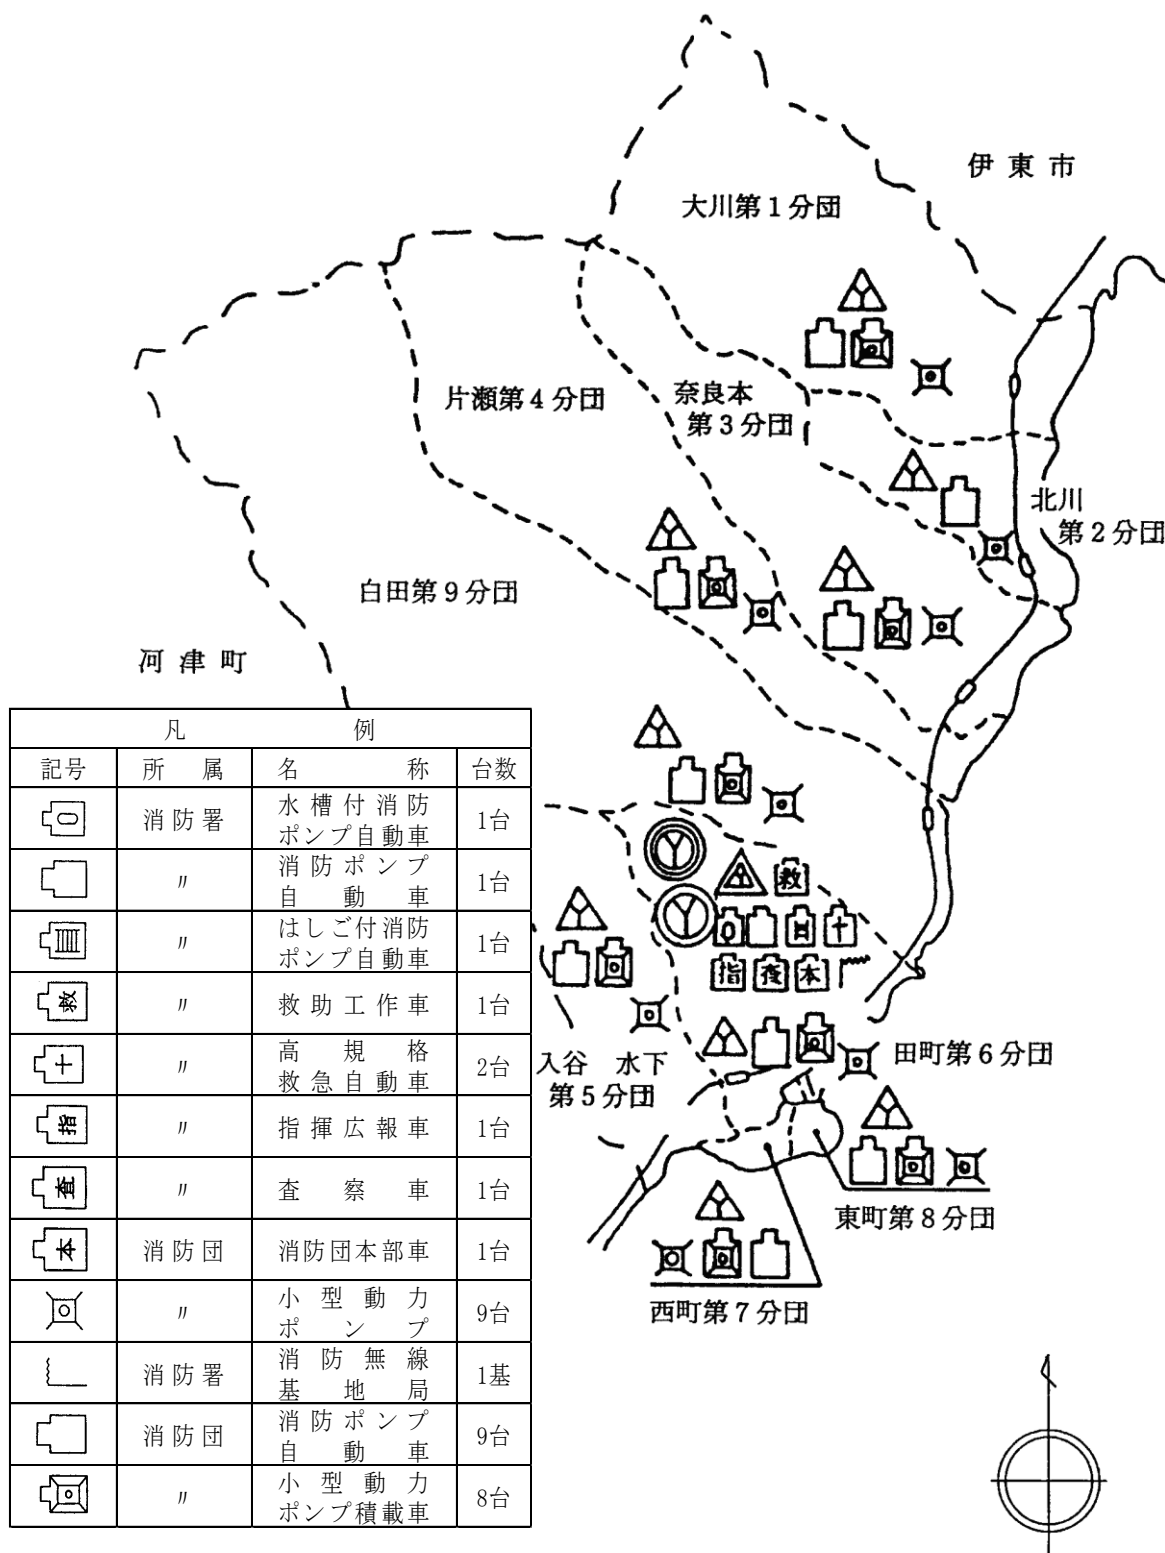 伊東市
大川第1分団
片瀬第4分団
奈良本
第3分団
北川
第2分団
白田第9分団
河津町
救
指 査 本
入谷 水下
第5分団
田町第6分団
東町第8分団
西町第7分団
凡 例
記号 所属 名称 台数
消防署 水槽付消防
ポンプ自動車 1台
〃 消防ポンプ
自動車 1台
〃 はしご付消防
ポンプ自動車 1台
救 〃 救助工作車 1台
〃 高規格
救急自動車 2台
指 〃 指揮広報車 1台
査 〃 査察車 1台
本 消防団 消防団本部車 1台
〃 小型動力
ポンプ 9台
消防署 消防無線
基地局 1基
消防団 消防ポンプ
自動車 9台
〃 小型動力
ポンプ積載車 8台